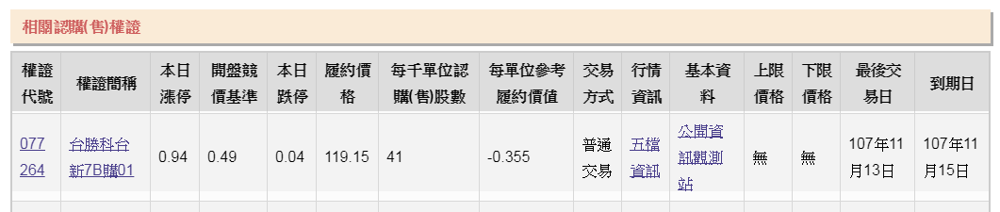 相關認購(售)權證
權證 本日 開盤競 本日 履約價 每千單位認 每單位參考 交易 行情 基本資 上限 下限 最後交
代號 權證簡稱 漲停 價基準 跌停 格 購(售)股數 履約價值 方式 資訊 料 價格 價格 易日 到期日
077 台勝科台 0.94 0.49 0.04 119.15 41 -0.355 普通 五檔 公開資 無 無 107年11 107年11
264 新7B購01 交易 資訊 訊觀測 月13日 月15日
站